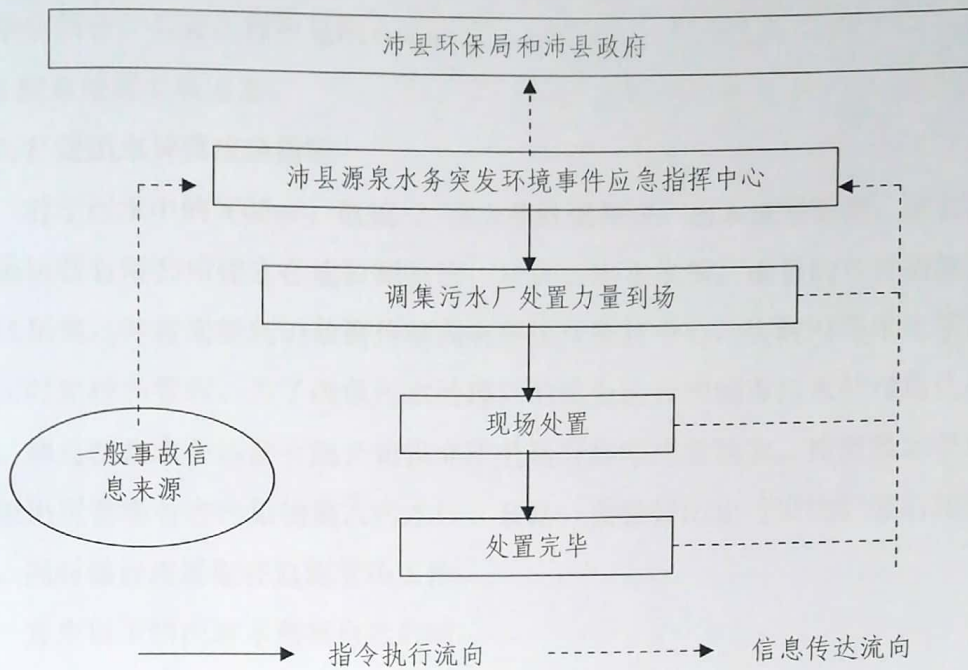 沛县环保局和沛县政府
沛县源泉水务突发环境事件应急指挥中心
调集污水厂处置力量到场
现场处置
一般事故信
息来源
处置完毕
指令执行流向
信息传达流向